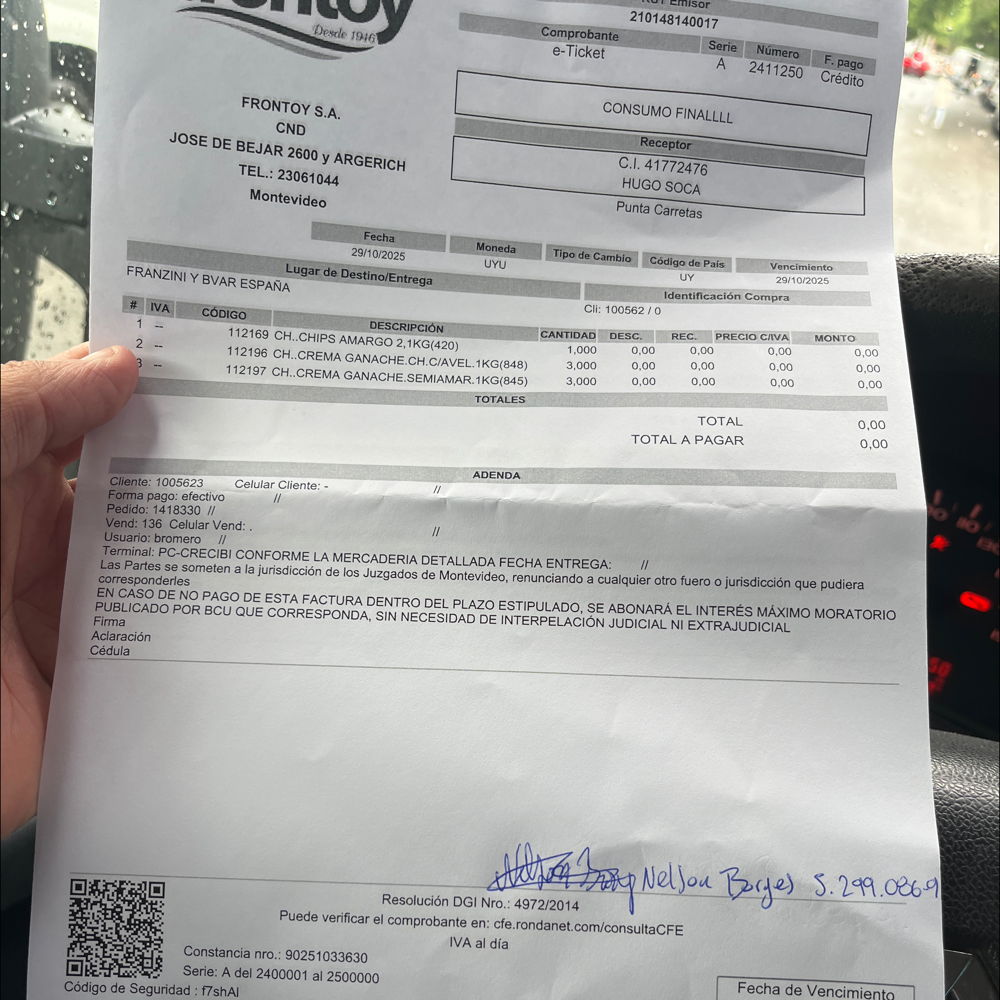 frontoy
Desde 1946
RUT Emisor
210148140017
Comprobante Serie Número F. pago
e-Ticket A 2411250 Crédito
CONSUMO FINALLLL
Receptor
C.I. 41772476
HUGO SOCA
Punta Carretas
FRONTOY S.A.
CND
JOSE DE BEJAR 2600 y ARGERICH
TEL.: 23061044
Montevideo
Fecha Moneda Tipo de Cambio Código de País Vencimiento
29/10/2025 UYU UY 29/10/2025
Lugar de Destino/Entrega Identificación Compra
FRANZINI Y BVAR ESPAÑA Cli: 100562 / 0
# IVA CÓDIGO DESCRIPCIÓN CANTIDAD DESC. REC. PRECIO C/IVA MONTO
1 -- 112169 CH..CHIPS AMARGO 2,1KG(420) 1,000 0,00 0,00 0,00 0,00
2 -- 112196 CH..CREMA GANACHE.CH.C/AVEL.1KG(848) 3,000 0,00 0,00 0,00 0,00
3 -- 112197 CH..CREMA GANACHE.SEMIAMAR.1KG(845) 3,000 0,00 0,00 0,00 0,00
TOTALES
TOTAL 0,00
TOTAL A PAGAR 0,00
ADENDA
Cliente: 1005623 Celular Cliente: - //
Forma pago: efectivo //
Pedido: 1418330 //
Vend: 136 Celular Vend: . //
Usuario: bromero //
Terminal: PC-CRECIBI CONFORME LA MERCADERIA DETALLADA FECHA ENTREGA: //
Las Partes se someten a la jurisdicción de los Juzgados de Montevideo, renunciando a cualquier otro fuero o jurisdicción que pudiera
corresponderles
EN CASO DE NO PAGO DE ESTA FACTURA DENTRO DEL PLAZO ESTIPULADO, SE ABONARÁ EL INTERÉS MÁXIMO MORATORIO
PUBLICADO POR BCU QUE CORRESPONDA, SIN NECESIDAD DE INTERPELACIÓN JUDICIAL NI EXTRAJUDICIAL
Firma
Aclaración
Cédula
Nelson Borges 5.299.086-9
Resolución DGI Nro.: 4972/2014
Puede verificar el comprobante en: cfe.rondanet.com/consultaCFE
IVA al día
Constancia nro.: 90251033630
Serie: A del 2400001 al 2500000
Código de Seguridad : f7shAI
Fecha de Vencimiento